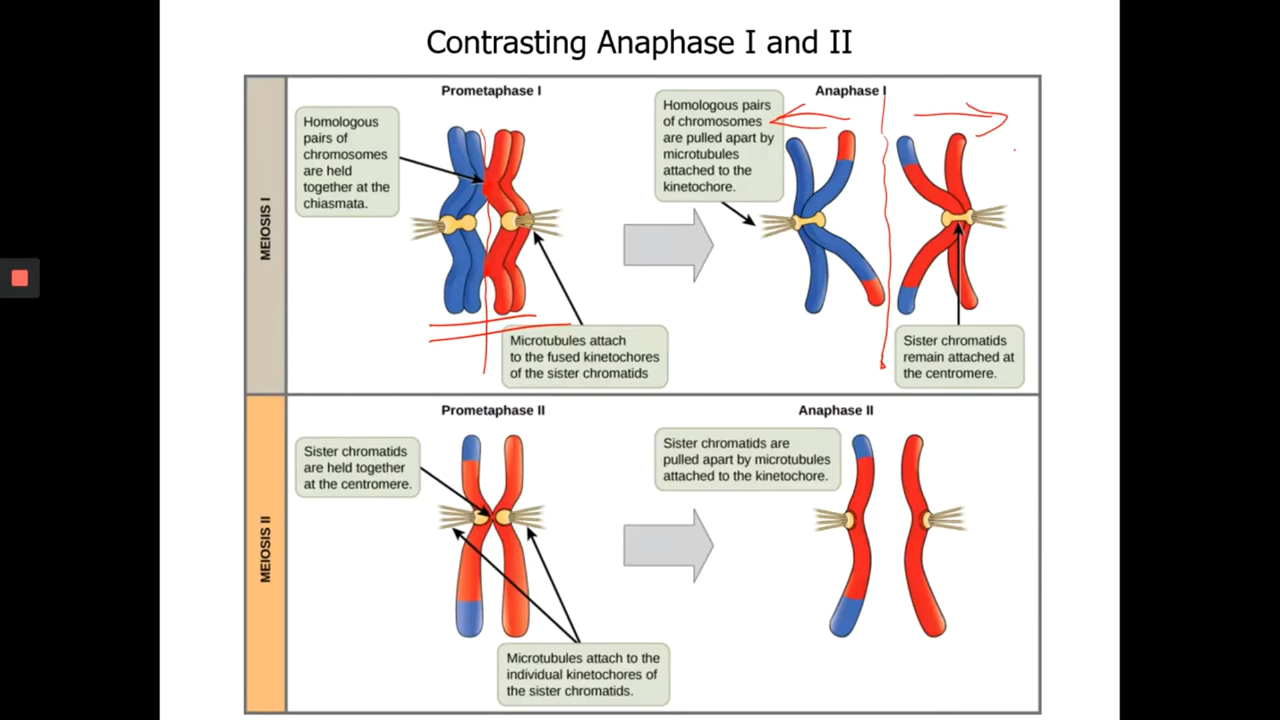 Contrasting Anaphase I and II
MEIOSIS I
Prometaphase I
Homologous
pairs of
chromosomes
are held
together at the
chiasmata.
Microtubules attach
to the fused kinetochores
of the sister chromatids
Anaphase I
Homologous pairs
of chromosomes
are pulled apart by
microtubules
attached to the
kinetochore.
Sister chromatids
remain attached at
the centromere.
MEIOSIS II
Prometaphase II
Sister chromatids
are held together
at the centromere.
Microtubules attach to the
individual kinetochores of
the sister chromatids.
Anaphase II
Sister chromatids are
pulled apart by microtubules
attached to the kinetochore.